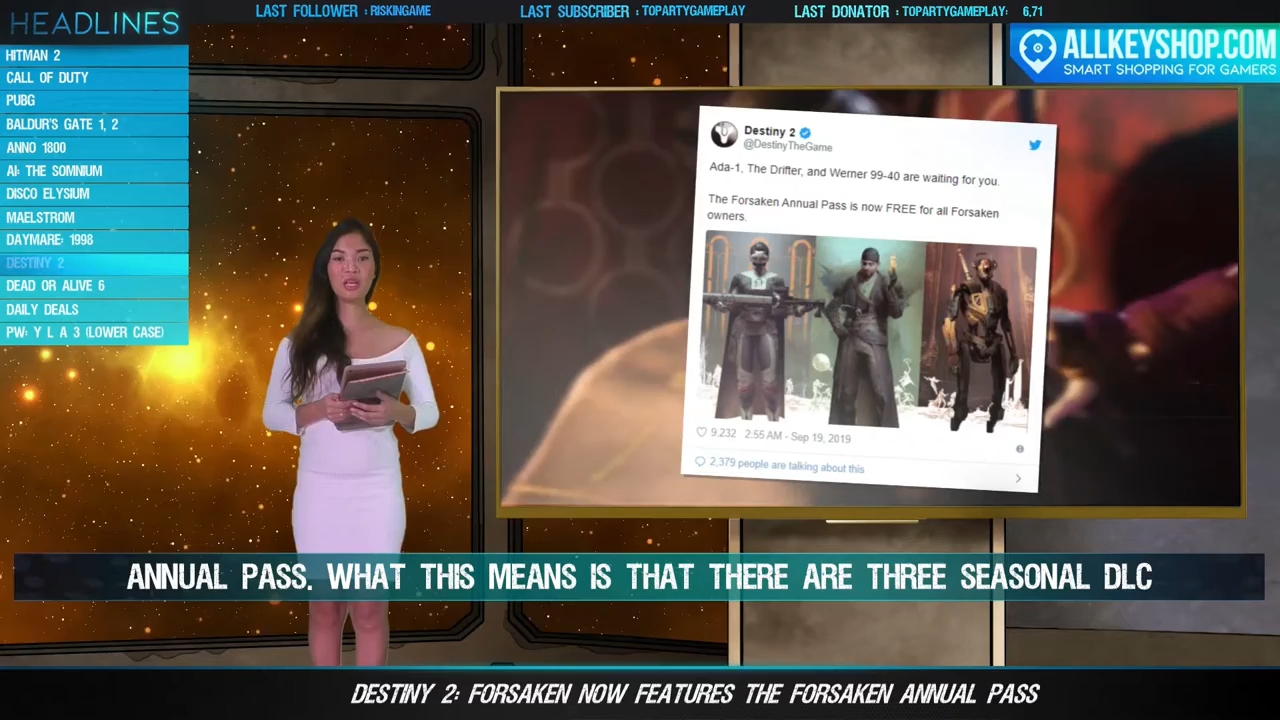 HEADLINES
LAST FOLLOWER : RISKINGAME
LAST SUBSCRIBER : TOPARTYGAMEPLAY
LAST DONATOR : TOPARTYGAMEPLAY: 6,71
ALLKEYSHOP.COM
SMART SHOPPING FOR GAMERS
HITMAN 2
CALL OF DUTY
PUBG
BALDUR'S GATE 1, 2
ANNO 1800
AI: THE SOMNIUM
DISCO ELYSIUM
MAELSTROM
DAYMARE: 1998
DESTINY 2
DEAD OR ALIVE 6
DAILY DEALS
PW: Y L A 3 (LOWER CASE)
Destiny 2
@DestinyTheGame
Ada-1, The Drifter, and Werner 99-40 are waiting for you.
The Forsaken Annual Pass is now FREE for all Forsaken
owners.
9,232 2:55 AM - Sep 19, 2019
2,379 people are talking about this
ANNUAL PASS. WHAT THIS MEANS IS THAT THERE ARE THREE SEASONAL DLC
DESTINY 2: FORSAKEN NOW FEATURES THE FORSAKEN ANNUAL PASS